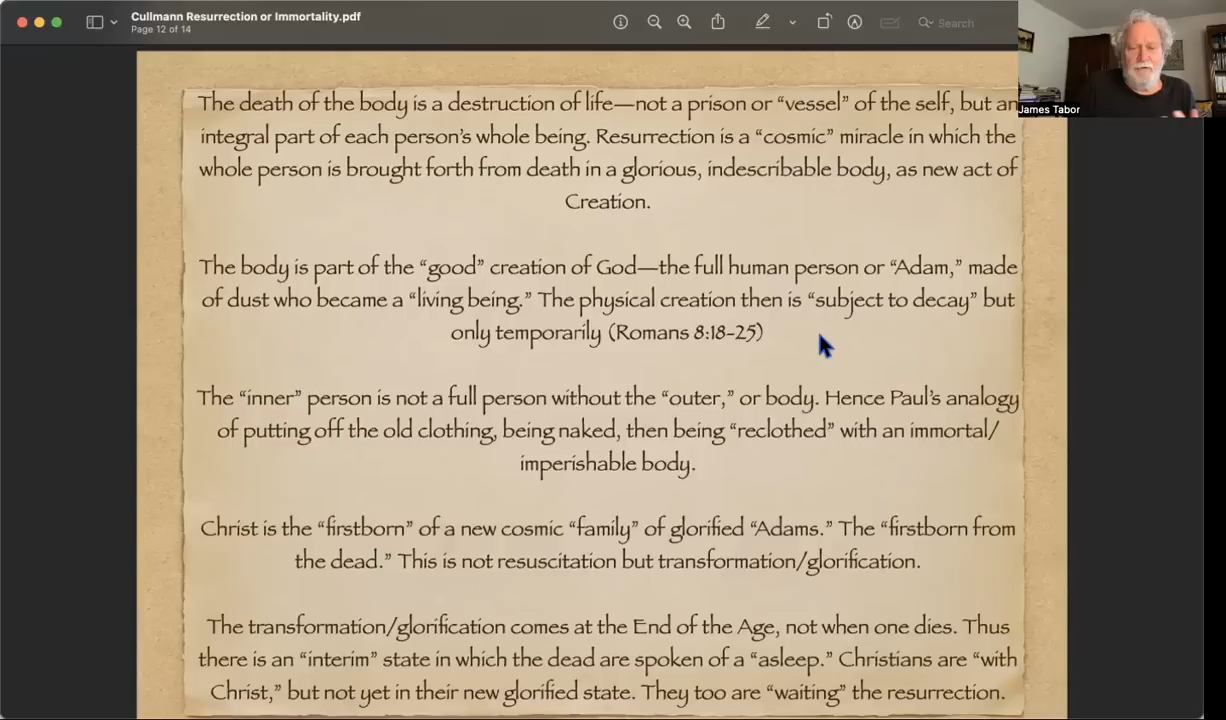 Cullmann Resurrection or Immortality.pdf
Page 12 of 14
Search
James Tabor
The death of the body is a destruction of life—not a prison or “vessel” of the self, but an
integral part of each person’s whole being. Resurrection is a “cosmic” miracle in which the
whole person is brought forth from death in a glorious, indescribable body, as new act of
Creation.
The body is part of the “good” creation of God—the full human person or “Adam,” made
of dust who became a “living being.” The physical creation then is “subject to decay” but
only temporarily (Romans 8:18-25)
The “inner” person is not a full person without the “outer,” or body. Hence Paul’s analogy
of putting off the old clothing, being naked, then being “reclothed” with an immortal/
imperishable body.
Christ is the “firstborn” of a new cosmic “family” of glorified “Adams.” The “firstborn from
the dead.” This is not resuscitation but transformation/glorification.
The transformation/glorification comes at the End of the Age, not when one dies. Thus
there is an “interim” state in which the dead are spoken of a “asleep.” Christians are “with
Christ,” but not yet in their new glorified state. They too are “waiting” the resurrection.